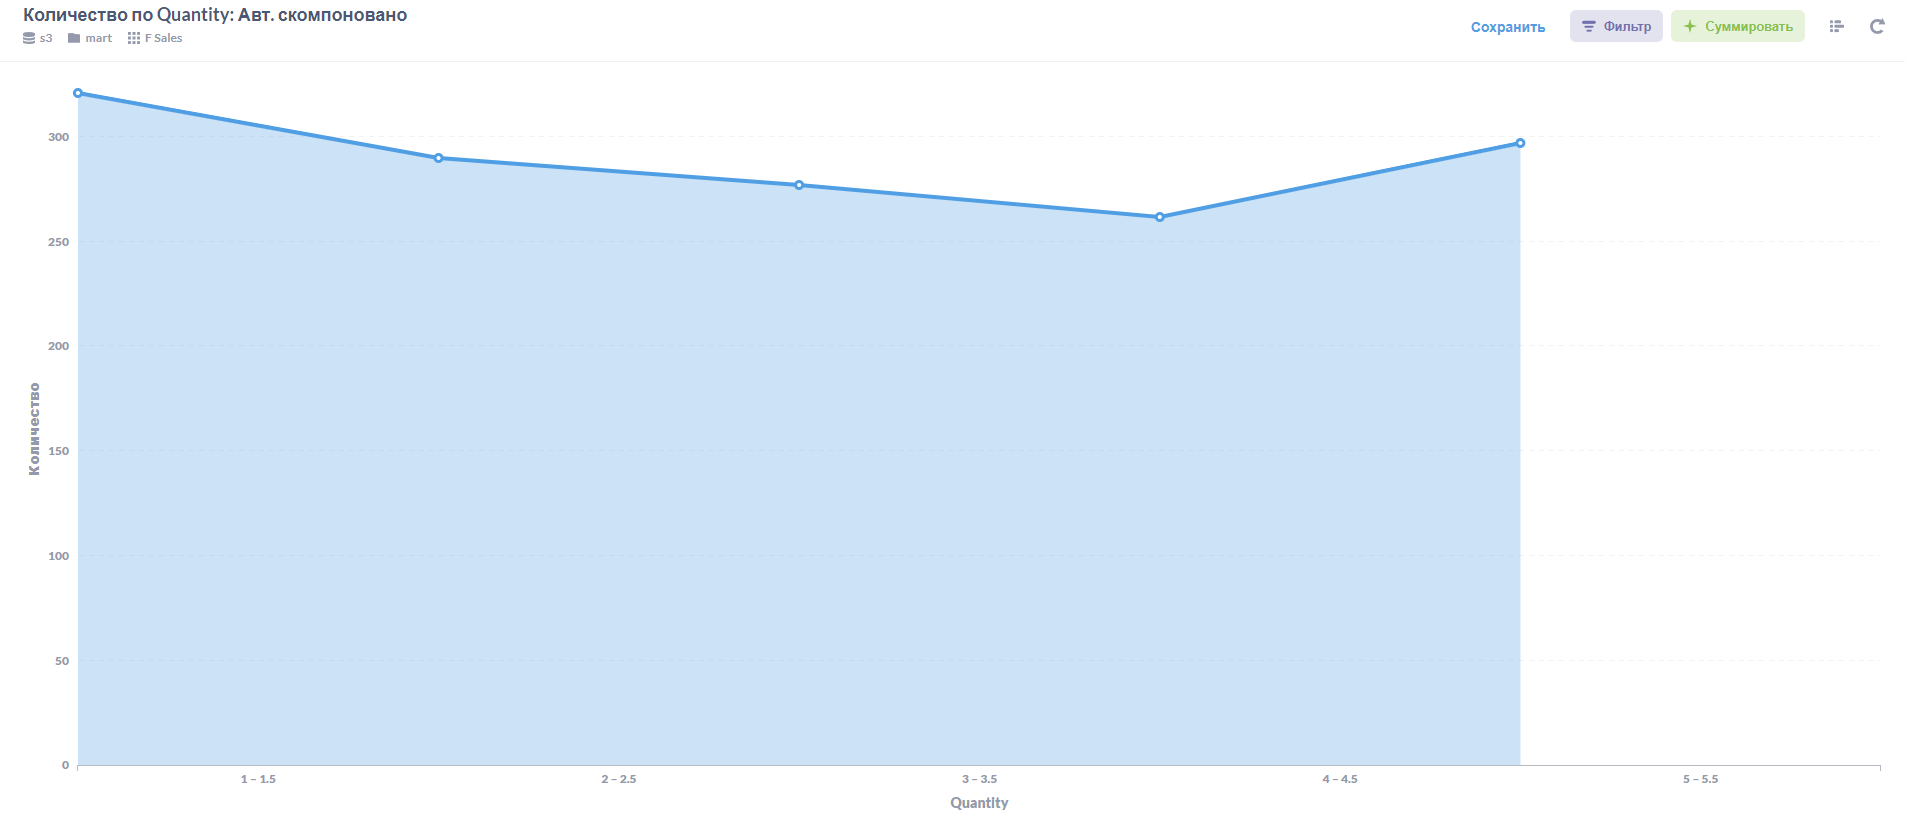 Количество по Quantity: Авт. скомпоновано
s3 mart F Sales
Сохранить
Фильтр
Суммировать
300
250
200
150
100
50
0
Количество
1 – 1.5
2 – 2.5
3 – 3.5
4 – 4.5
5 – 5.5
Quantity